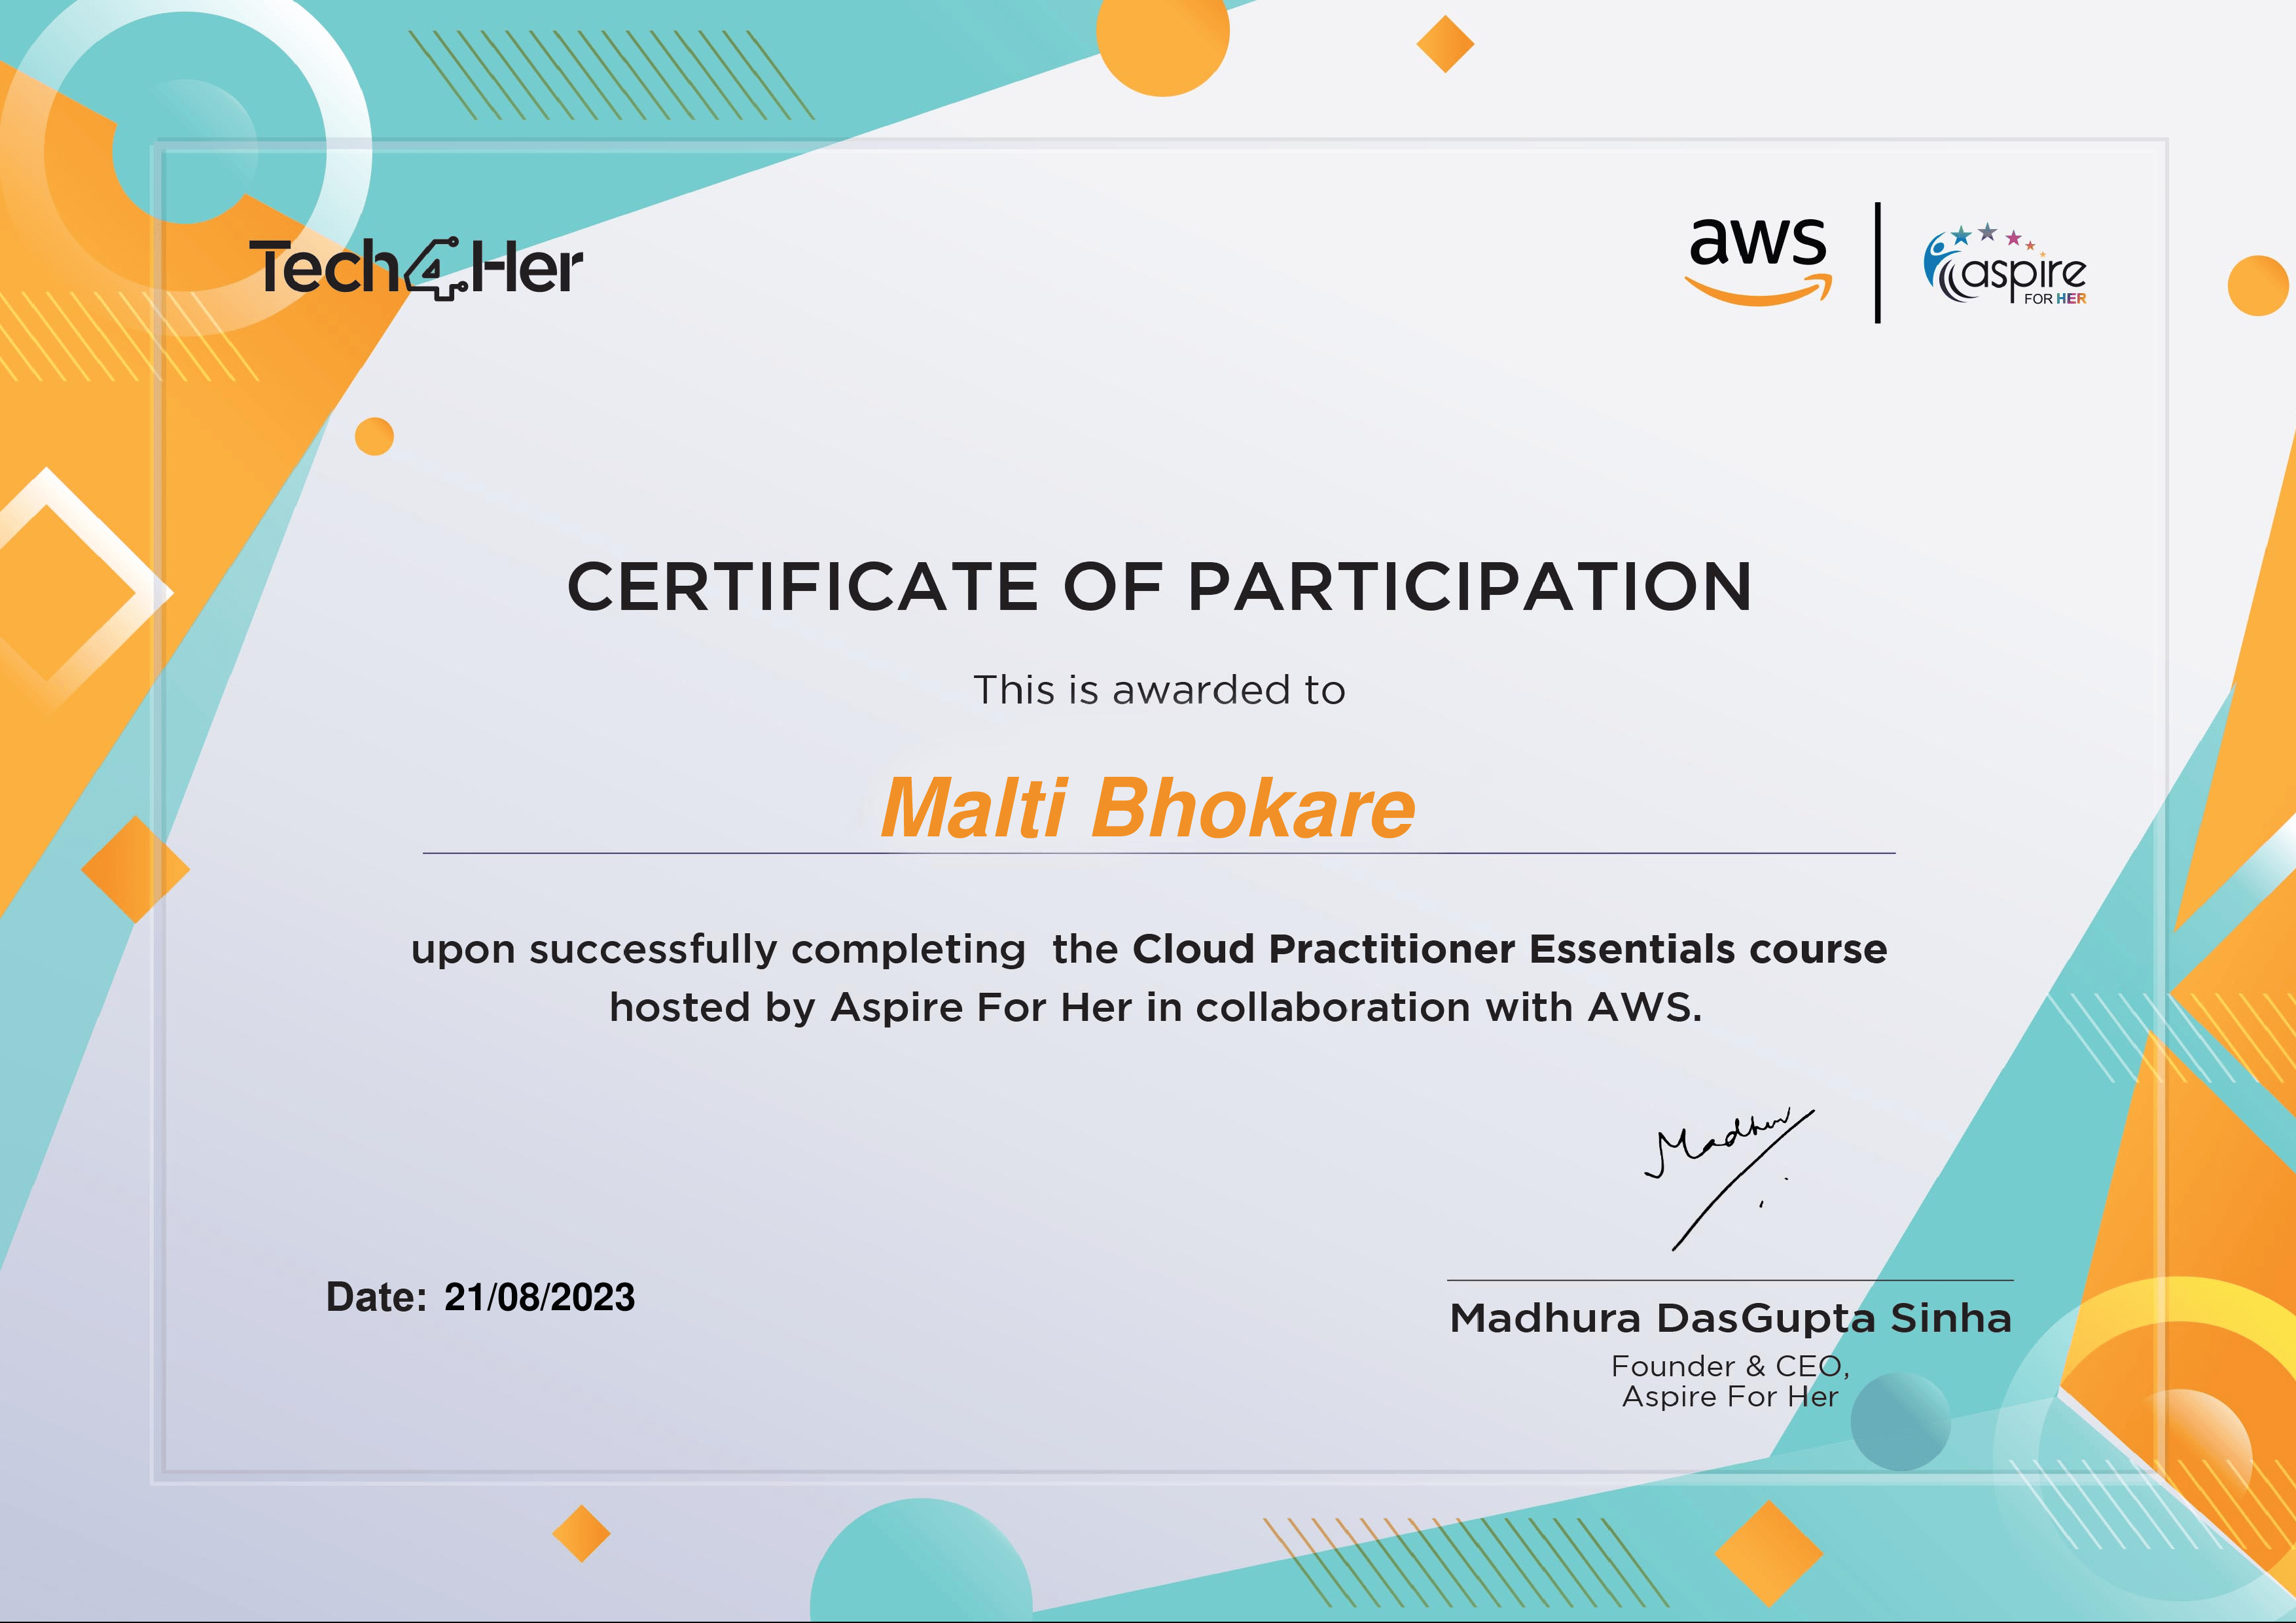 Tech4Her
aws
aspire
FOR HER
CERTIFICATE OF PARTICIPATION
This is awarded to
Malti Bhokare
upon successfully completing the Cloud Practitioner Essentials course
hosted by Aspire For Her in collaboration with AWS.
Madhur
Date: 21/08/2023
Madhura DasGupta Sinha
Founder & CEO,
Aspire For Her